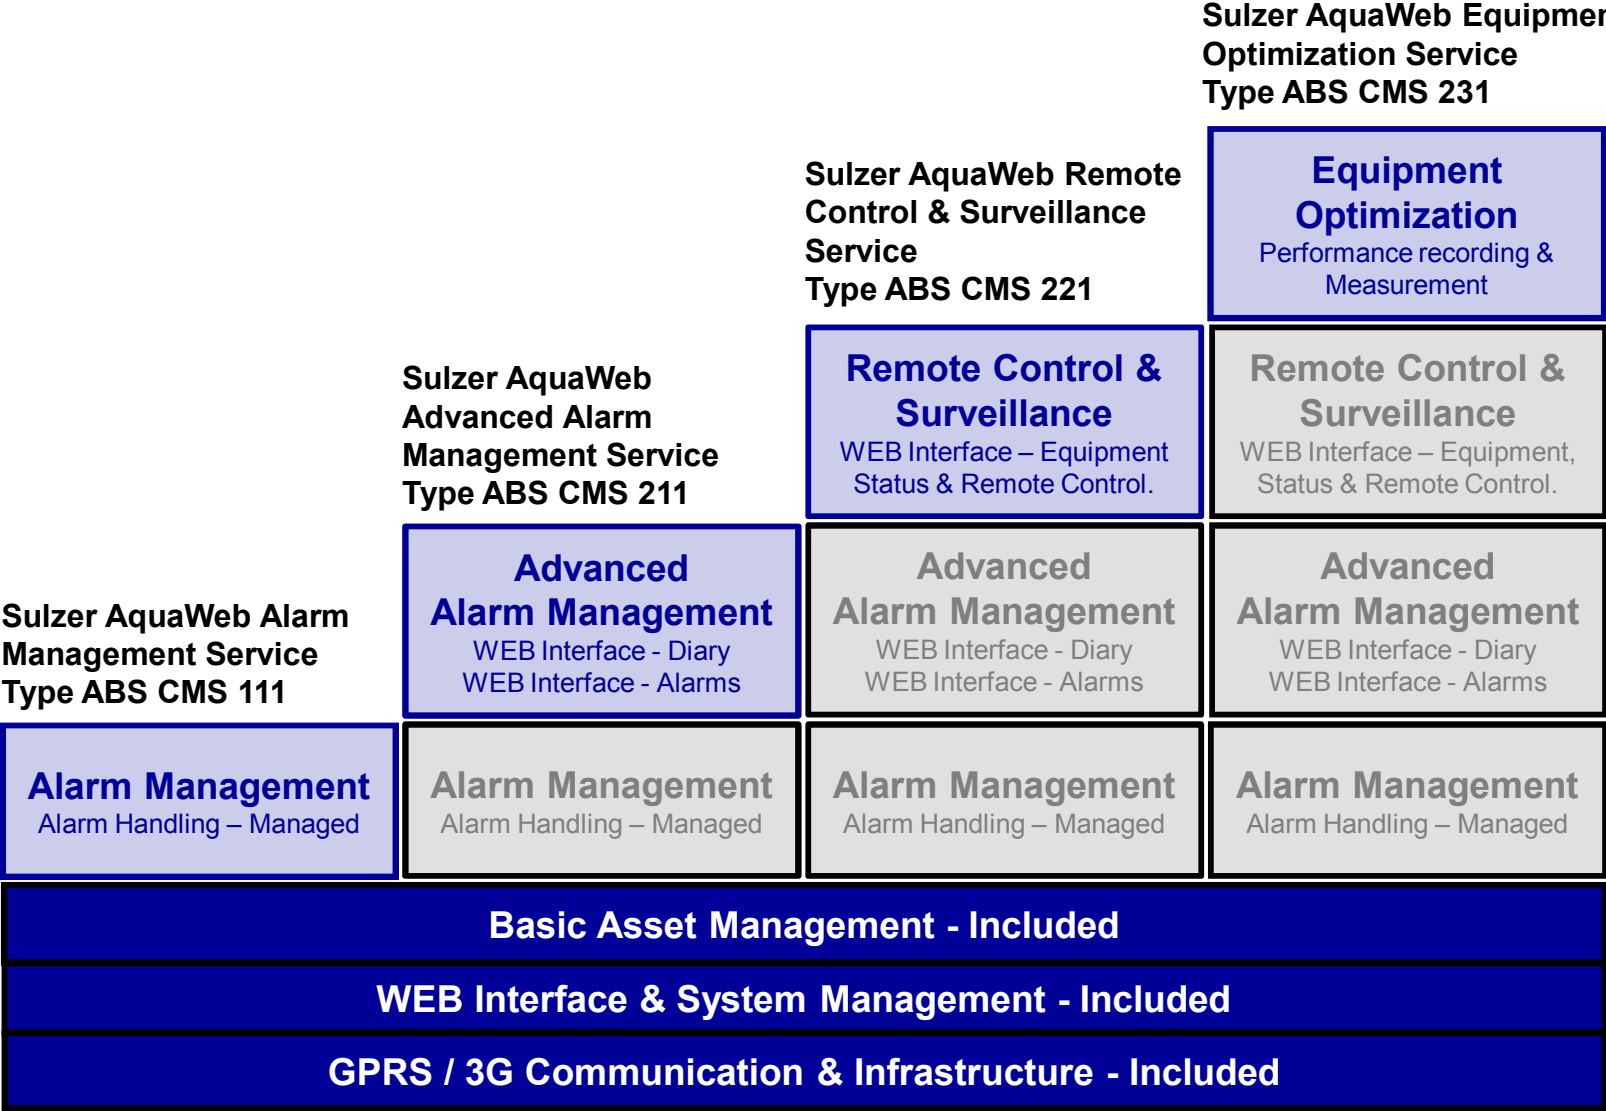 Sulzer AquaWeb Equipmen
Optimization Service
Type ABS CMS 231
Equipment
Optimization
Performance recording &
Measurement
Sulzer AquaWeb Remote
Control & Surveillance
Service
Type ABS CMS 221
Remote Control &
Surveillance
WEB Interface – Equipment
Status & Remote Control.
Remote Control &
Surveillance
WEB Interface – Equipment,
Status & Remote Control.
Sulzer AquaWeb
Advanced Alarm
Management Service
Type ABS CMS 211
Advanced
Alarm Management
WEB Interface - Diary
WEB Interface - Alarms
Advanced
Alarm Management
WEB Interface - Diary
WEB Interface - Alarms
Advanced
Alarm Management
WEB Interface - Diary
WEB Interface - Alarms
Sulzer AquaWeb Alarm
Management Service
Type ABS CMS 111
Alarm Management
Alarm Handling – Managed
Alarm Management
Alarm Handling – Managed
Alarm Management
Alarm Handling – Managed
Alarm Management
Alarm Handling – Managed
Basic Asset Management - Included
WEB Interface & System Management - Included
GPRS / 3G Communication & Infrastructure - Included